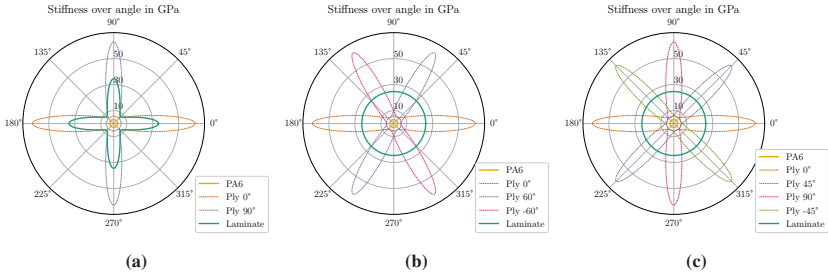 Stiffness over angle in GPa
90°
135° 45°
50
30
10
180° 0°
225° 315°
270°
PA6
Ply 0°
Ply 90°
Laminate
(a)
Stiffness over angle in GPa
90°
135° 45°
50
30
10
180° 0°
225° 315°
270°
PA6
Ply 0°
Ply 60°
Ply -60°
Laminate
(b)
Stiffness over angle in GPa
90°
135° 45°
50
30
10
180° 0°
225° 315°
270°
PA6
Ply 0°
Ply 45°
Ply 90°
Ply -45°
Laminate
(c)